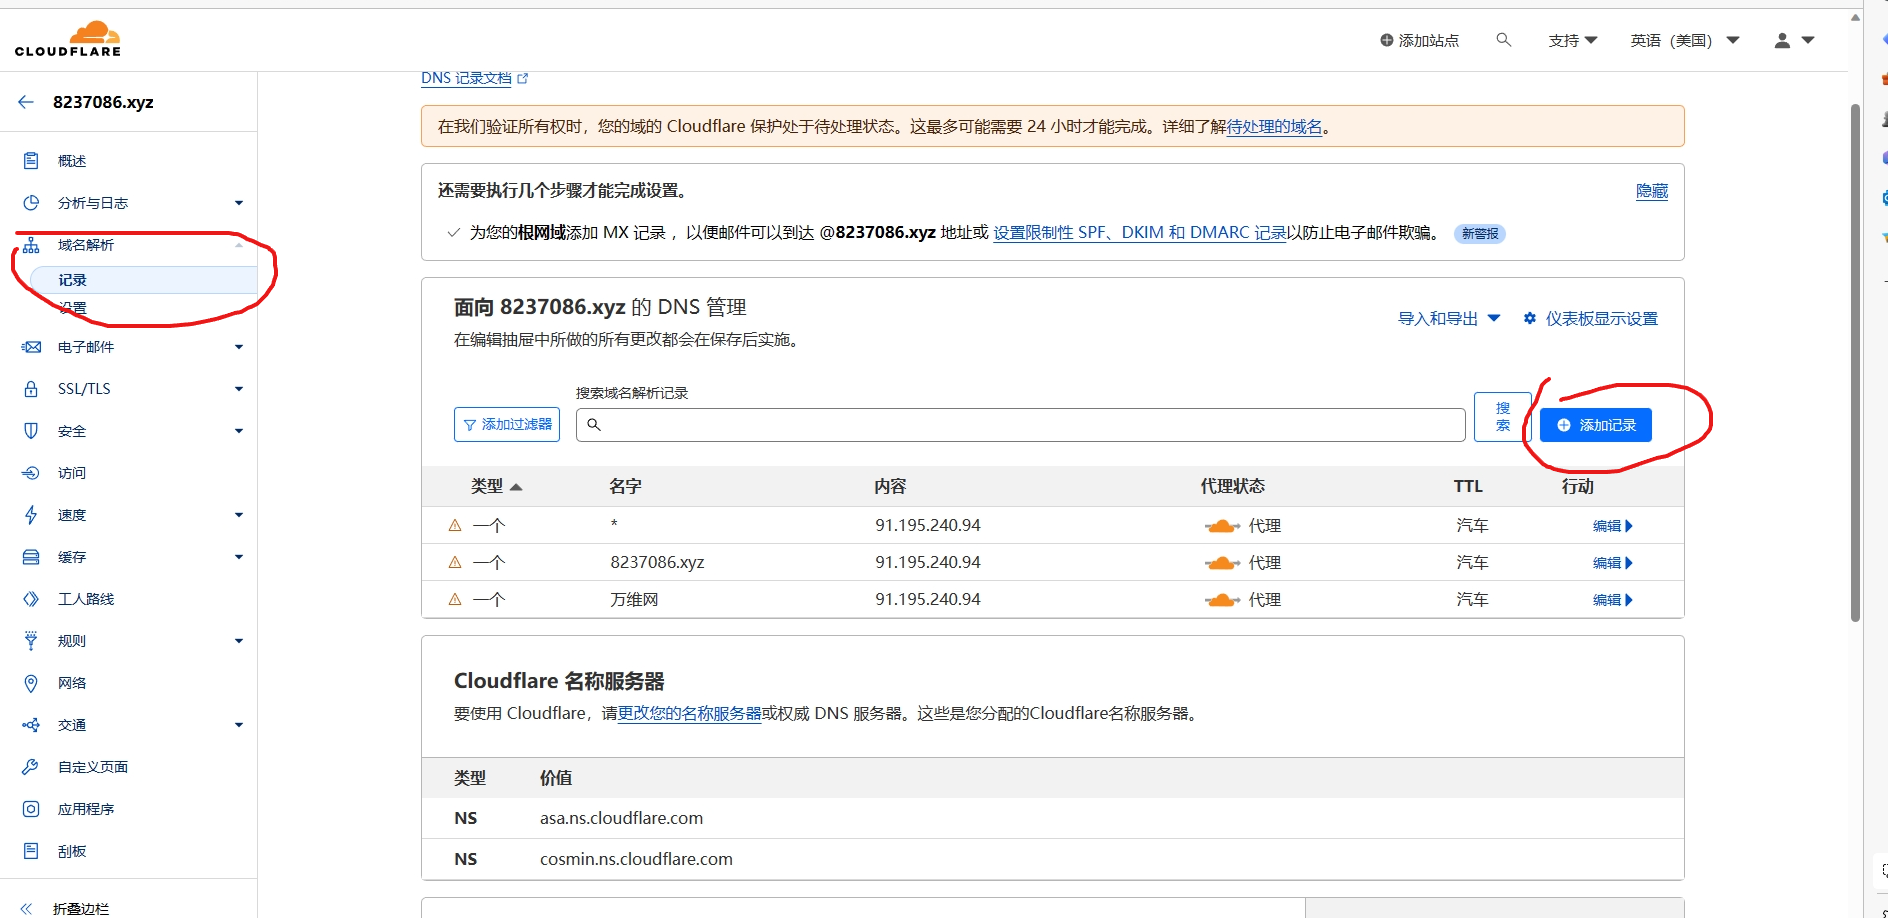 CLOUDFLARE
添加站点
支持
英语（美国）
8237086.xyz
概述
分析与日志
域名解析
记录
设置
电子邮件
SSL/TLS
安全
访问
速度
缓存
工人路线
规则
网络
交通
自定义页面
应用程序
刮板
折叠边栏
DNS 记录文档
在我们验证所有权时，您的域的 Cloudflare 保护处于待处理状态。这最多可能需要 24 小时才能完成。详细了解待处理的域名。
还需要执行几个步骤才能完成设置。
隐藏
为您的根网域添加 MX 记录 ，以便邮件可以到达 @8237086.xyz 地址或 设置限制性 SPF、DKIM 和 DMARC 记录以防止电子邮件欺骗。 新警报
面向 8237086.xyz 的 DNS 管理
导入和导出 仪表板显示设置
在编辑抽屉中所做的所有更改都会在保存后实施。
搜索域名解析记录
添加过滤器
搜
索
添加记录
类型 名字 内容 代理状态 TTL 行动
一个 * 91.195.240.94 代理 汽车 编辑
一个 8237086.xyz 91.195.240.94 代理 汽车 编辑
一个 万维网 91.195.240.94 代理 汽车 编辑
Cloudflare 名称服务器
要使用 Cloudflare，请更改您的名称服务器或权威 DNS 服务器。这些是您分配的Cloudflare名称服务器。
类型 价值
NS asa.ns.cloudflare.com
NS cosmin.ns.cloudflare.com